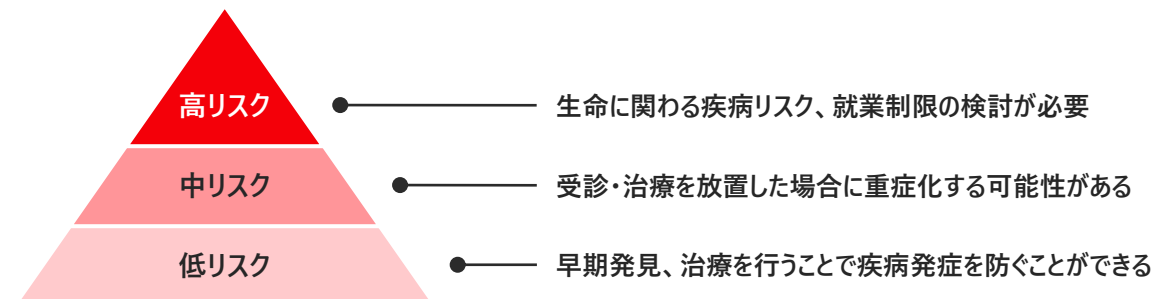 高リスク
生命に関わる疾病リスク、就業制限の検討が必要
中リスク
受診・治療を放置した場合に重症化する可能性がある
低リスク
早期発見、治療を行うことで疾病発症を防ぐことができる